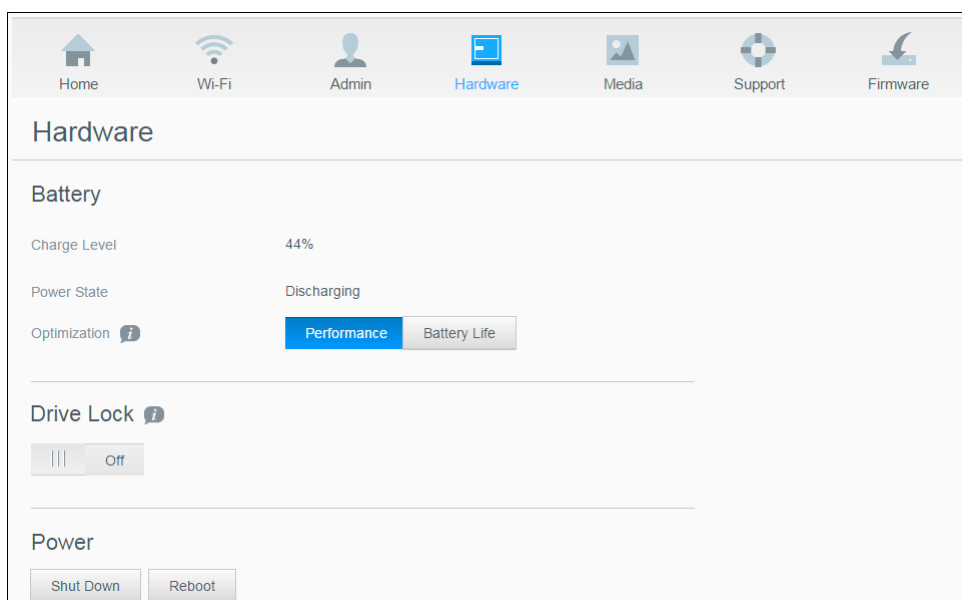 Home Wi-Fi Admin Hardware Media Support Firmware
Hardware
Battery
Charge Level 44%
Power State Discharging
Optimization i Performance Battery Life
Drive Lock i
Off
Power
Shut Down Reboot